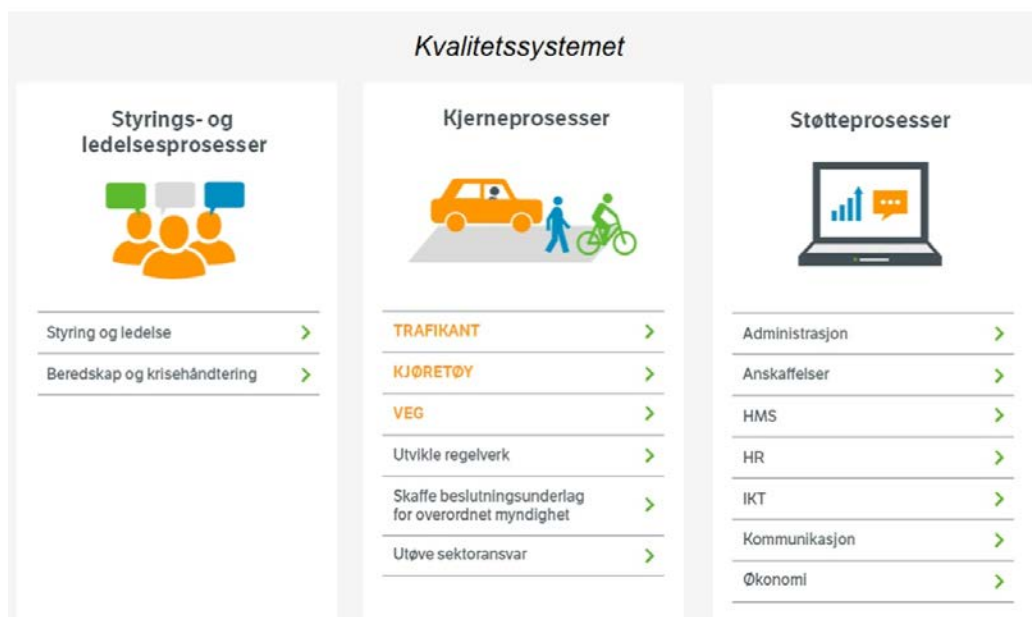 Kvalitetssystemet
Styrings- og
ledelsesprosesser
Styring og ledelse
Beredskap og krisehåndtering
Kjerneprosesser
TRAFIKANT
KJØRETØY
VEG
Utvikle regelverk
Skaffe beslutningsunderlag
for overordnet myndighet
Utøve sektoransvar
Støtteprosesser
Administrasjon
Anskaffelser
HMS
HR
IKT
Kommunikasjon
Økonomi